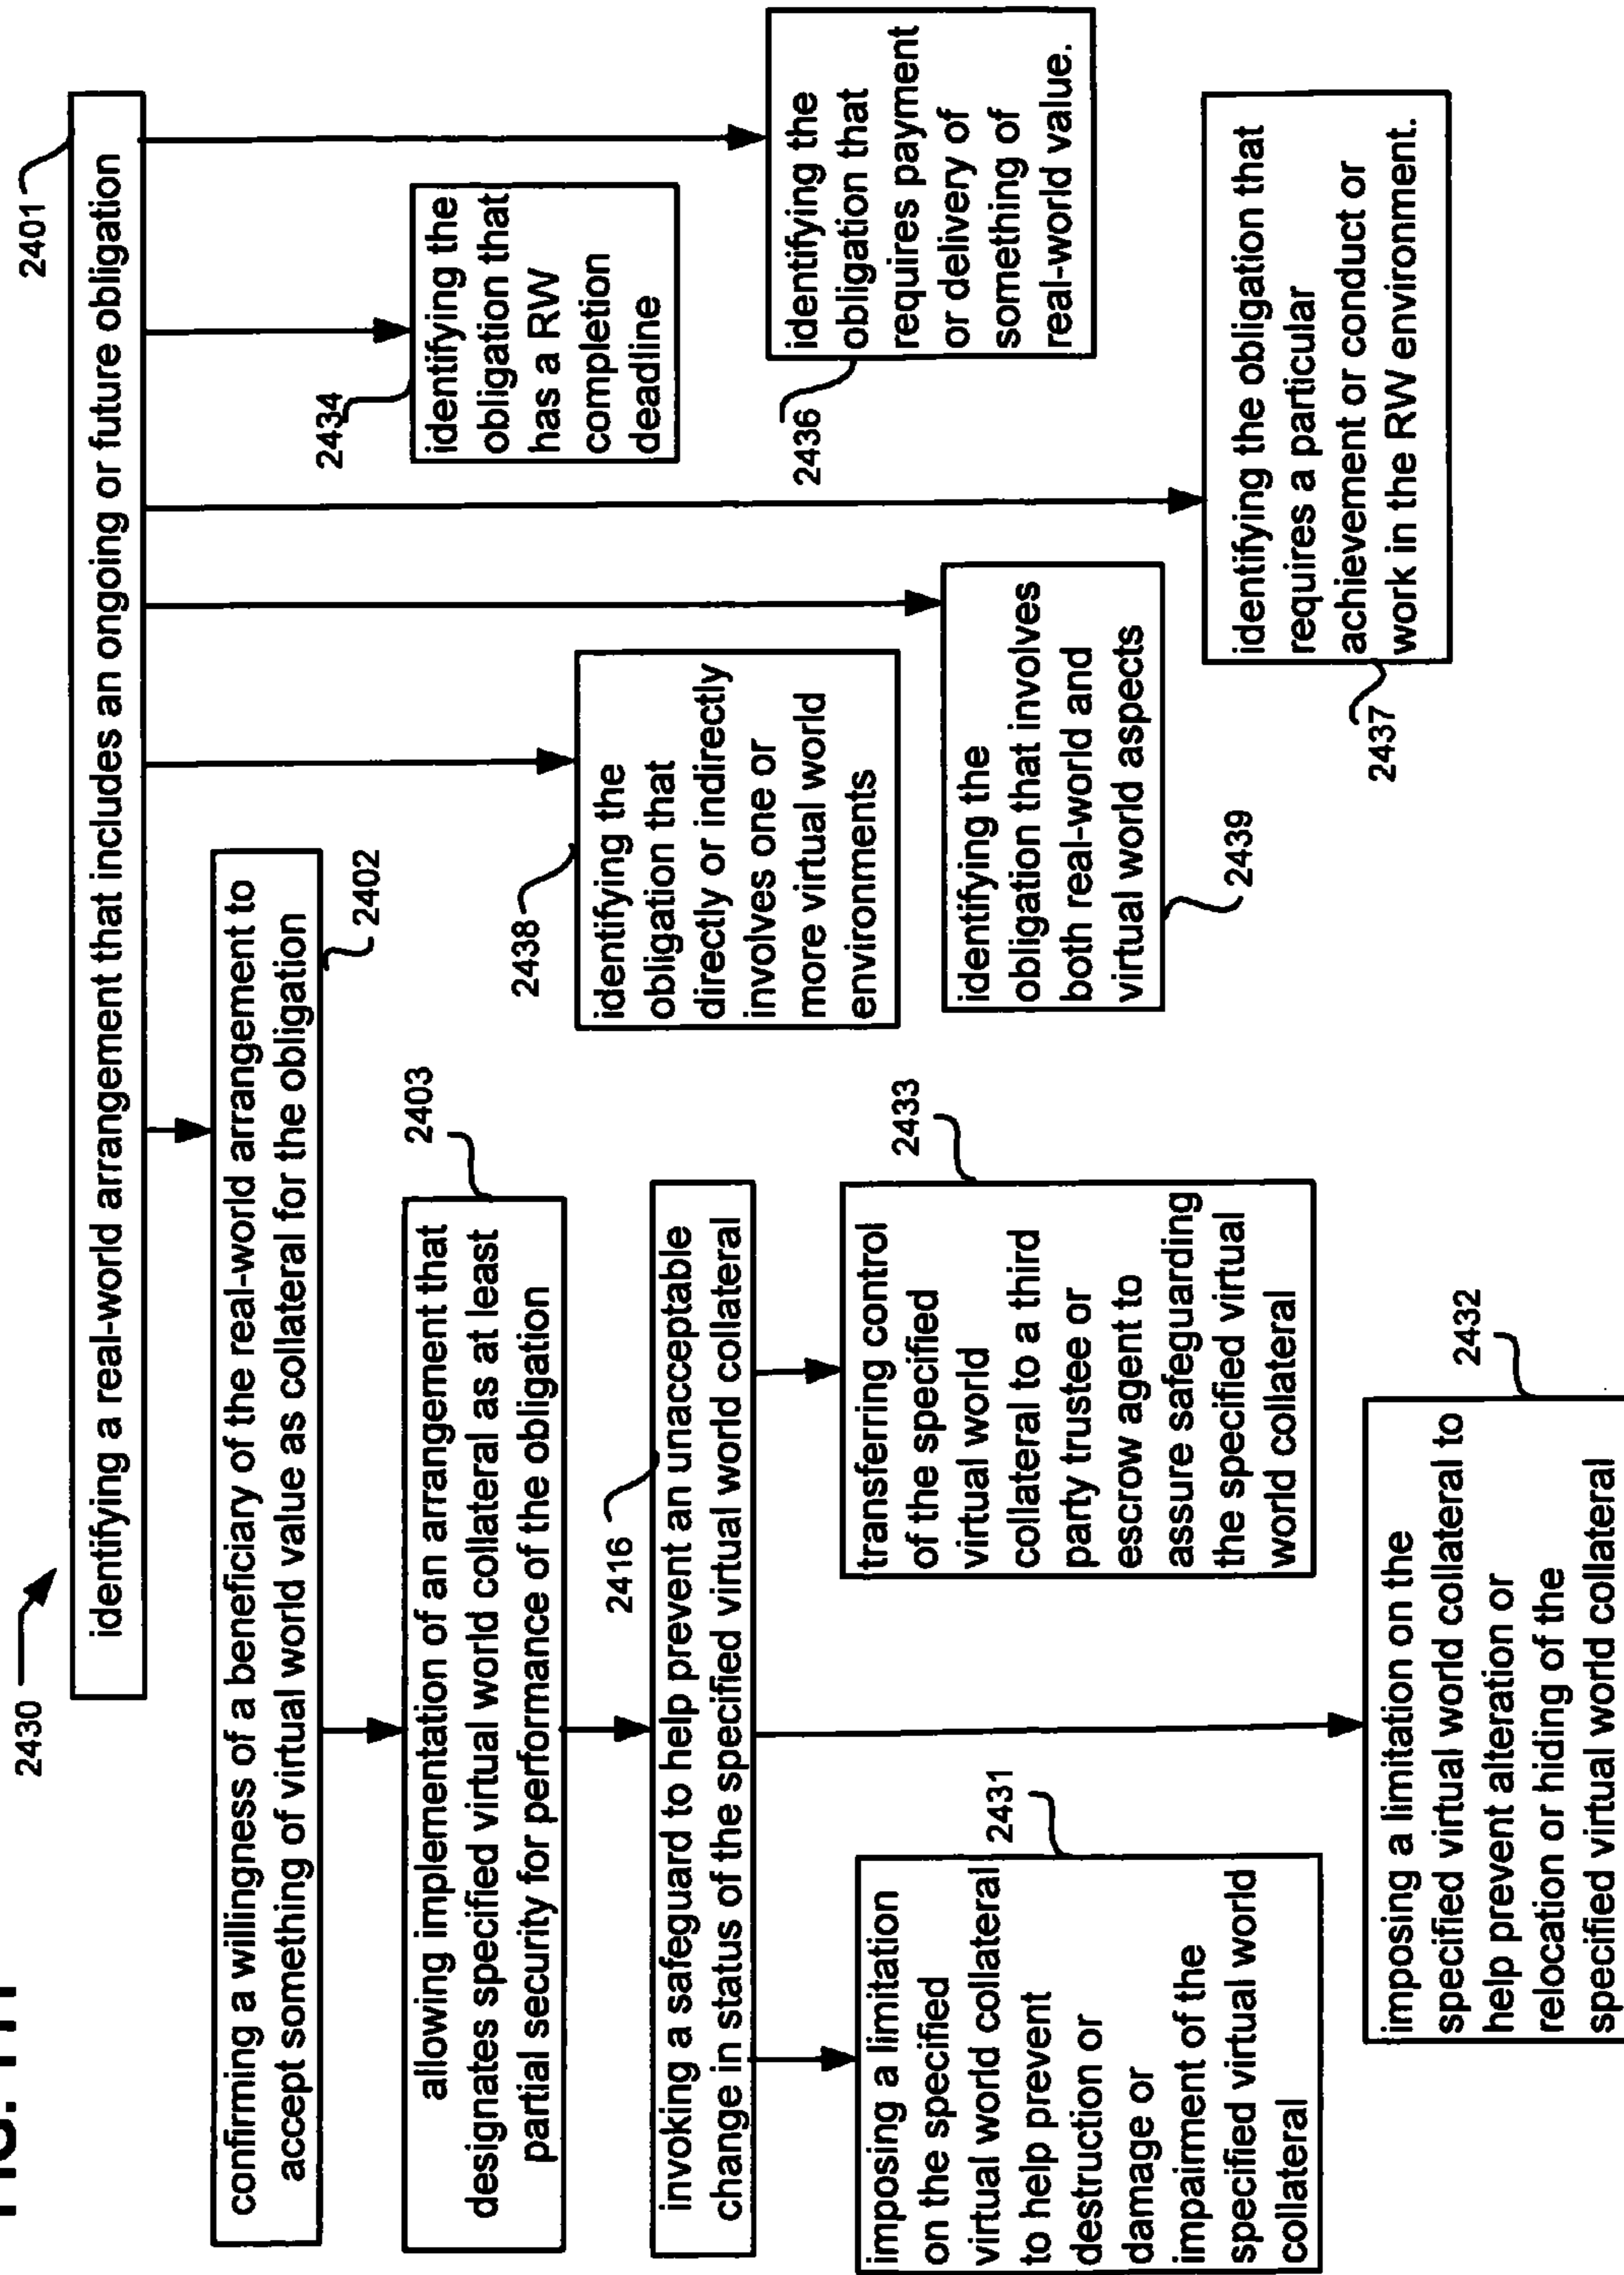 2430
2401
identifying a real-world arrangement that includes an ongoing or future obligation
confirming a willingness of a beneficiary of the real-world arrangement to
accept something of virtual world value as collateral for the obligation
2402
allowing implementation of an arrangement that
designates specified virtual world collateral as at least
partial security for performance of the obligation
2403
2416
invoking a safeguard to help prevent an unacceptable
change in status of the specified virtual world collateral
imposing a limitation
on the specified
virtual world collateral
to help prevent
destruction or
damage or
impairment of the
specified virtual world
collateral
2431
transferring control
of the specified
virtual world
collateral to a third
party trustee or
escrow agent to
assure safeguarding
the specified virtual
world collateral
2433
imposing a limitation on the
specified virtual world collateral to
help prevent alteration or
relocation or hiding of the
specified virtual world collateral
2432
2434
identifying the
obligation that
has a RW
completion
deadline
2438
identifying the
obligation that
directly or indirectly
involves one or
more virtual world
environments
2436
identifying the
obligation that
requires payment
or delivery of
something of
real-world value.
identifying the
obligation that involves
both real-world and
virtual world aspects
2439
identifying the obligation that
requires a particular
achievement or conduct or
work in the RW environment.
2437